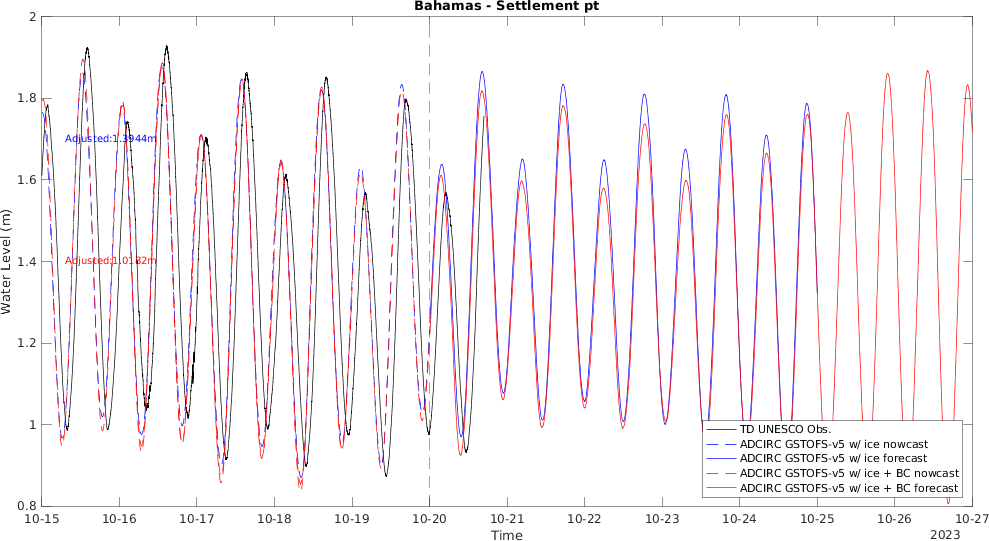 Bahamas - Settlement pt
2
1.8
1.6
1.4
1.2
1
0.8
Water Level (m)
Adjusted:1.3944m
Adjusted:1.0182m
TD UNESCO Obs.
ADCIRC GSTOFS-v5 w/ ice nowcast
ADCIRC GSTOFS-v5 w/ ice forecast
ADCIRC GSTOFS-v5 w/ ice + BC nowcast
ADCIRC GSTOFS-v5 w/ ice + BC forecast
10-15 10-16 10-17 10-18 10-19 10-20 10-21 10-22 10-23 10-24 10-25 10-26 10-27
Time
2023